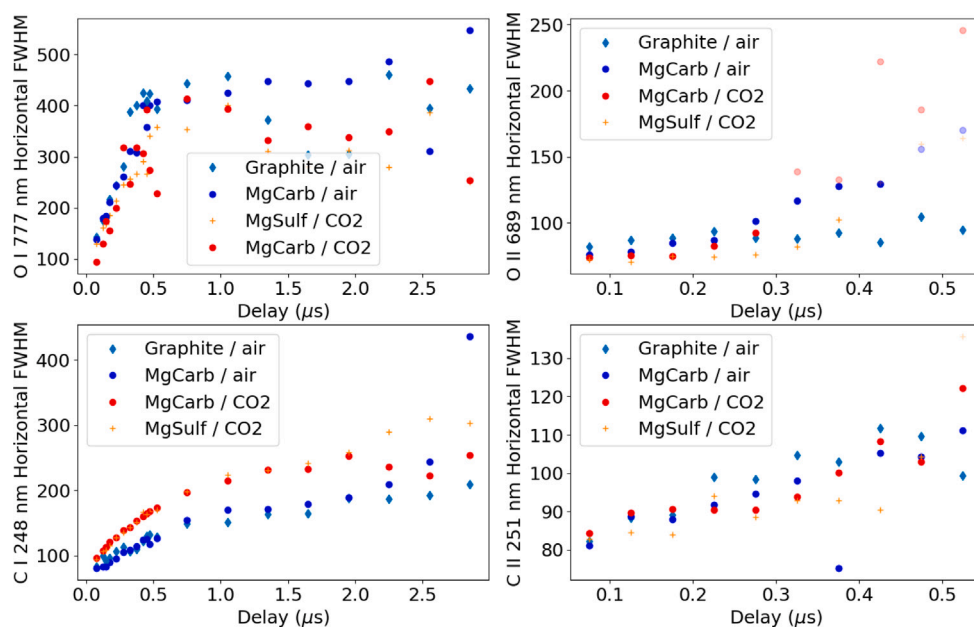 O I 777 nm Horizontal FWHM
500
400
300
200
100
Graphite / air
MgCarb / air
MgSulf / CO2
MgCarb / CO2
0.0 0.5 1.0 1.5 2.0 2.5
Delay (μs)
O II 689 nm Horizontal FWHM
250
200
150
100
Graphite / air
MgCarb / air
MgCarb / CO2
MgSulf / CO2
0.1 0.2 0.3 0.4 0.5
Delay (μs)
C I 248 nm Horizontal FWHM
400
300
200
100
Graphite / air
MgCarb / air
MgCarb / CO2
MgSulf / CO2
0.0 0.5 1.0 1.5 2.0 2.5
Delay (μs)
C II 251 nm Horizontal FWHM
130
120
110
100
90
80
Graphite / air
MgCarb / air
MgCarb / CO2
MgSulf / CO2
0.1 0.2 0.3 0.4 0.5
Delay (μs)